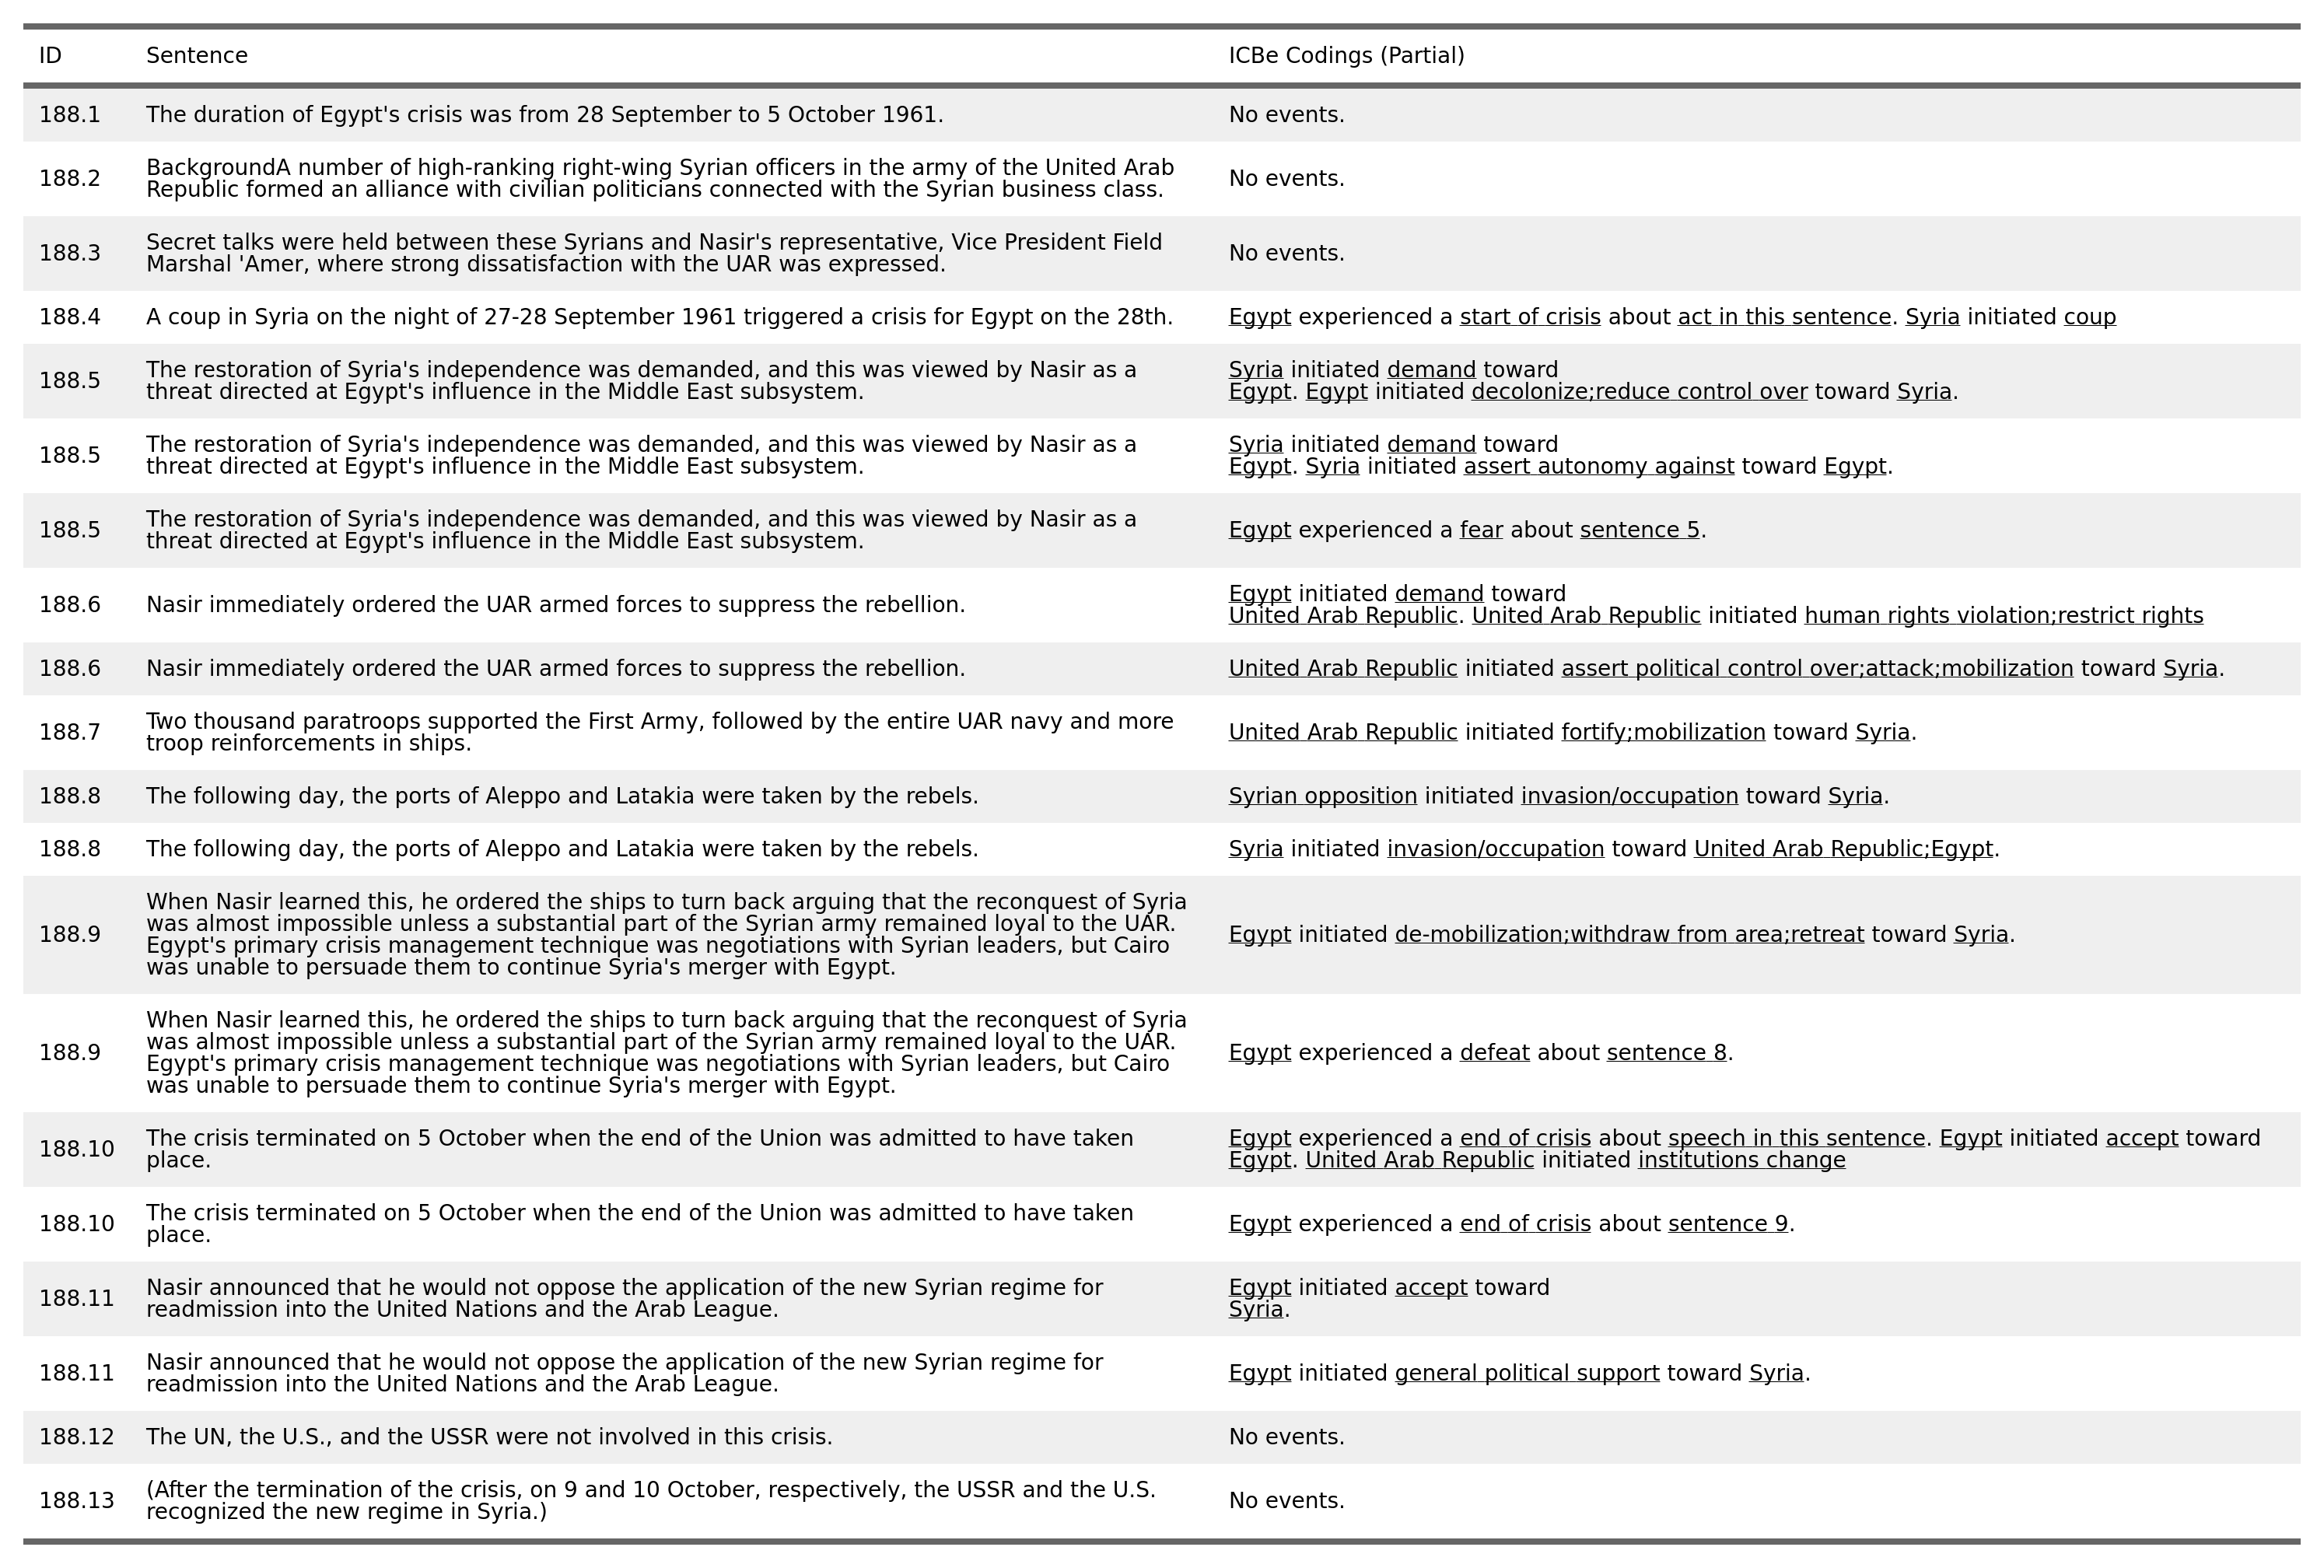 ID Sentence ICBe Codings (Partial)
188.1 The duration of Egypt's crisis was from 28 September to 5 October 1961. No events.
188.2 BackgroundA number of high-ranking right-wing Syrian officers in the army of the United Arab
Republic formed an alliance with civilian politicians connected with the Syrian business class. No events.
188.3 Secret talks were held between these Syrians and Nasir's representative, Vice President Field
Marshal 'Amer, where strong dissatisfaction with the UAR was expressed. No events.
188.4 A coup in Syria on the night of 27-28 September 1961 triggered a crisis for Egypt on the 28th. Egypt experienced a start of crisis about act in this sentence. Syria initiated coup
188.5 The restoration of Syria's independence was demanded, and this was viewed by Nasir as a
threat directed at Egypt's influence in the Middle East subsystem.
Syria initiated demand toward
Egypt. Egypt initiated decolonize;reduce control over toward Syria.
188.5 The restoration of Syria's independence was demanded, and this was viewed by Nasir as a
threat directed at Egypt's influence in the Middle East subsystem.
Syria initiated demand toward
Egypt. Syria initiated assert autonomy against toward Egypt.
188.5 The restoration of Syria's independence was demanded, and this was viewed by Nasir as a
threat directed at Egypt's influence in the Middle East subsystem.
Egypt experienced a fear about sentence 5.
188.6 Nasir immediately ordered the UAR armed forces to suppress the rebellion.
Egypt initiated demand toward
United Arab Republic. United Arab Republic initiated human rights violation;restrict rights
188.6 Nasir immediately ordered the UAR armed forces to suppress the rebellion. United Arab Republic initiated assert political control over;attack;mobilization toward Syria.
188.7 Two thousand paratroops supported the First Army, followed by the entire UAR navy and more
troop reinforcements in ships.
United Arab Republic initiated fortify;mobilization toward Syria.
188.8 The following day, the ports of Aleppo and Latakia were taken by the rebels. Syrian opposition initiated invasion/occupation toward Syria.
188.8 The following day, the ports of Aleppo and Latakia were taken by the rebels. Syria initiated invasion/occupation toward United Arab Republic;Egypt.
188.9 When Nasir learned this, he ordered the ships to turn back arguing that the reconquest of Syria
was almost impossible unless a substantial part of the Syrian army remained loyal to the UAR.
Egypt's primary crisis management technique was negotiations with Syrian leaders, but Cairo
was unable to persuade them to continue Syria's merger with Egypt.
Egypt initiated de-mobilization;withdraw from area;retreat toward Syria.
188.9 When Nasir learned this, he ordered the ships to turn back arguing that the reconquest of Syria
was almost impossible unless a substantial part of the Syrian army remained loyal to the UAR.
Egypt's primary crisis management technique was negotiations with Syrian leaders, but Cairo
was unable to persuade them to continue Syria's merger with Egypt.
Egypt experienced a defeat about sentence 8.
188.10 The crisis terminated on 5 October when the end of the Union was admitted to have taken
place.
Egypt experienced a end of crisis about speech in this sentence. Egypt initiated accept toward
Egypt. United Arab Republic initiated institutions change
188.10 The crisis terminated on 5 October when the end of the Union was admitted to have taken
place.
Egypt experienced a end of crisis about sentence 9.
188.11 Nasir announced that he would not oppose the application of the new Syrian regime for
readmission into the United Nations and the Arab League.
Egypt initiated accept toward
Syria.
188.11 Nasir announced that he would not oppose the application of the new Syrian regime for
readmission into the United Nations and the Arab League.
Egypt initiated general political support toward Syria.
188.12 The UN, the U.S., and the USSR were not involved in this crisis. No events.
188.13 (After the termination of the crisis, on 9 and 10 October, respectively, the USSR and the U.S.
recognized the new regime in Syria.)
No events.